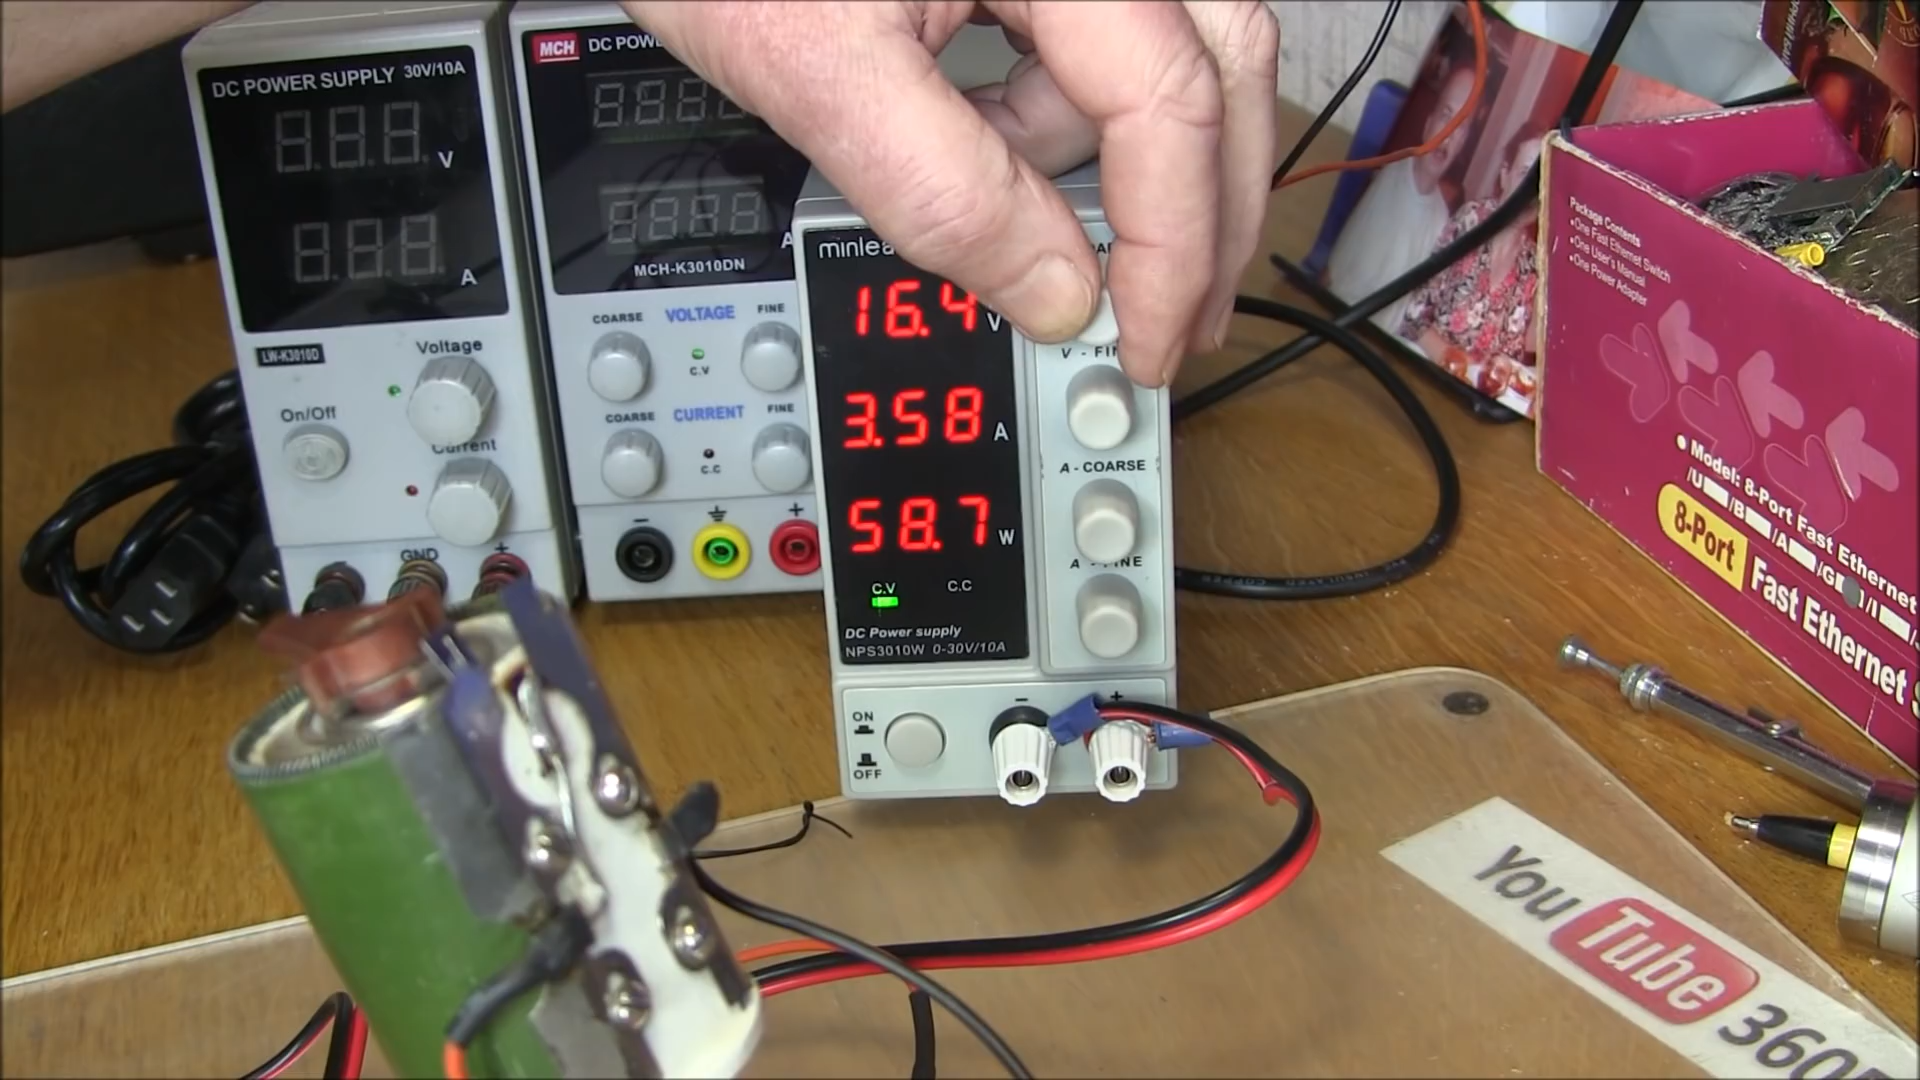 DC POWER SUPPLY 30V/10A
V
A
LW-K3010D
Voltage
On/Off
Current
GND
+
MCH DC POW
A
MCH-K3010DN
COARSE VOLTAGE FINE
C.V
COARSE CURRENT FINE
C.C
-
+
minlea
16.4 V
3.58 A
58.7 W
C.V C.C
DC Power supply
NPS3010W 0-30V/10A
V - FIN
A - COARSE
A - FINE
ON
OFF
-
+
Package Contents
•One Fast Ethernet Switch
•One User's Manual
•One Power Adapter
Model: 8-Port Fast Ethernet
/U /B /A /G /I
8-Port Fast Ethernet S
YouTube 360